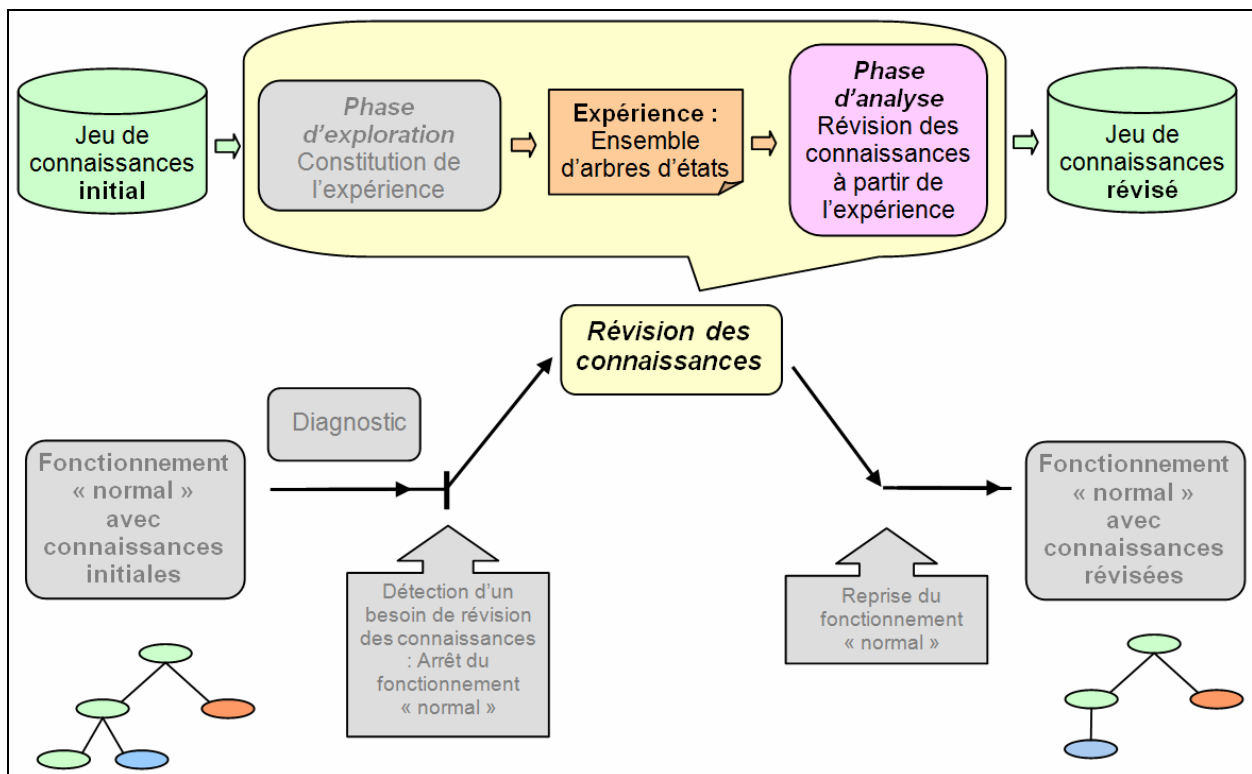 Jeu de
connaissances
initial
Phase
d'exploration
Constitution de
l'expérience
Expérience :
Ensemble
d'arbres d'états
Phase
d'analyse
Révision des
connaissances
à partir de
l'expérience
Jeu de
connaissances
révisé
Révision des
connaissances
Diagnostic
Fonctionnement
« normal »
avec
connaissances
initiales
Détection d'un
besoin de révision
des connaissances
: Arrêt du
fonctionnement
« normal »
Reprise du
fonctionnement
« normal »
Fonctionnement
« normal »
avec
connaissances
révisées